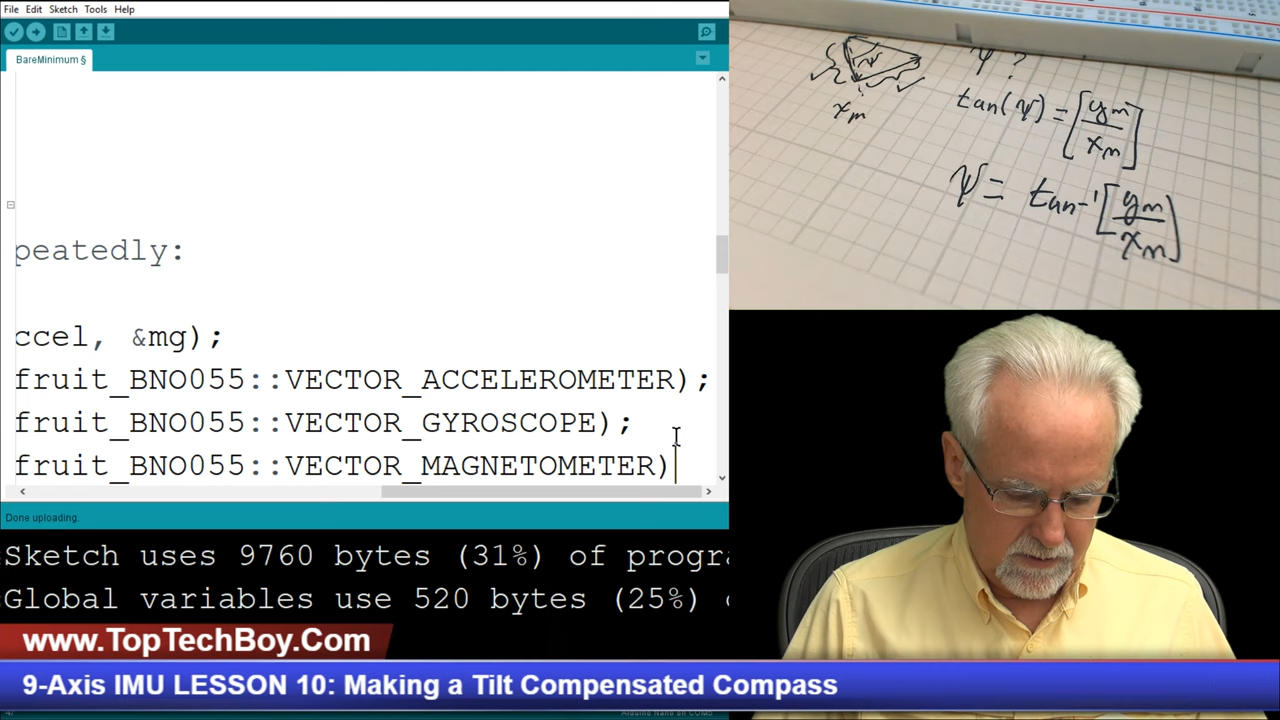 File Edit Sketch Tools Help
BareMinimum §
peatedly:
ccel, &mg);
fruit_BNO055::VECTOR_ACCELEROMETER);
fruit_BNO055::VECTOR_GYROSCOPE);
fruit_BNO055::VECTOR_MAGNETOMETER)
Done uploading.
Sketch uses 9760 bytes (31%) of progra
Global variables use 520 bytes (25%)
ψ
xm
ψ ?
tan(ψ) = [ym/xm]
ψ = tan-1[ym/xm]
www.TopTechBoy.Com
9-Axis IMU LESSON 10: Making a Tilt Compensated Compass